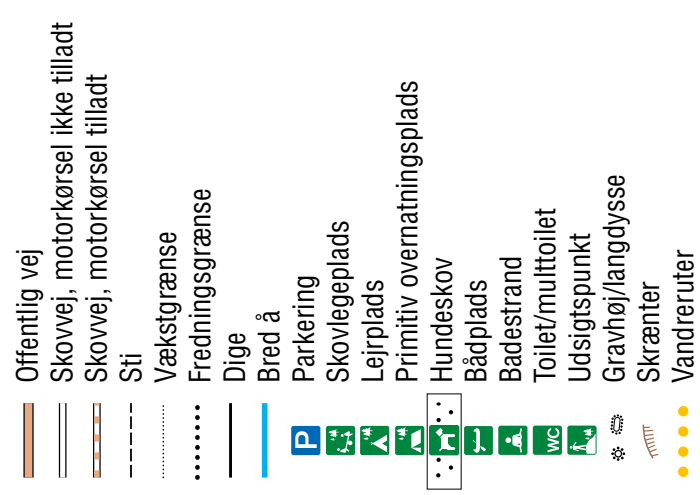 Offentlig vej
Skovvej, motorkørsel ikke tilladt
Skovvej, motorkørsel tilladt
Sti
Vækstgrænse
Fredningsgrænse
Dige
Bred å
P Parkering
Skovlegeplads
Lejrplads
Primitiv overnatningsplads
Hundeskov
Bådplads
Badestrand
WC Toilet/multtoilet
Udsigtspunkt
Gravhøj/langdysse
Skrænter
Vandreruter